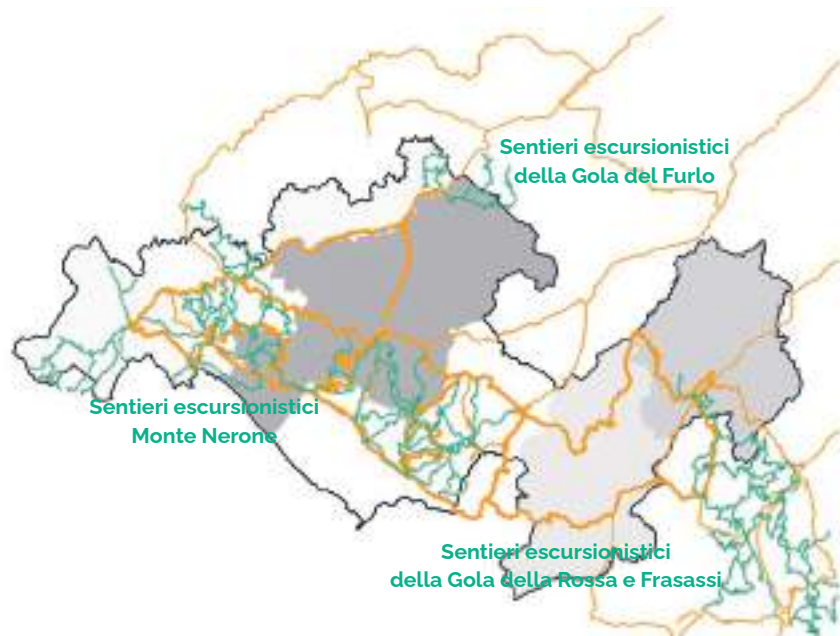 Sentieri escursionistici
della Gola del Furlo
Sentieri escursionistici
Monte Nerone
Sentieri escursionistici
della Gola della Rossa e Frasassi